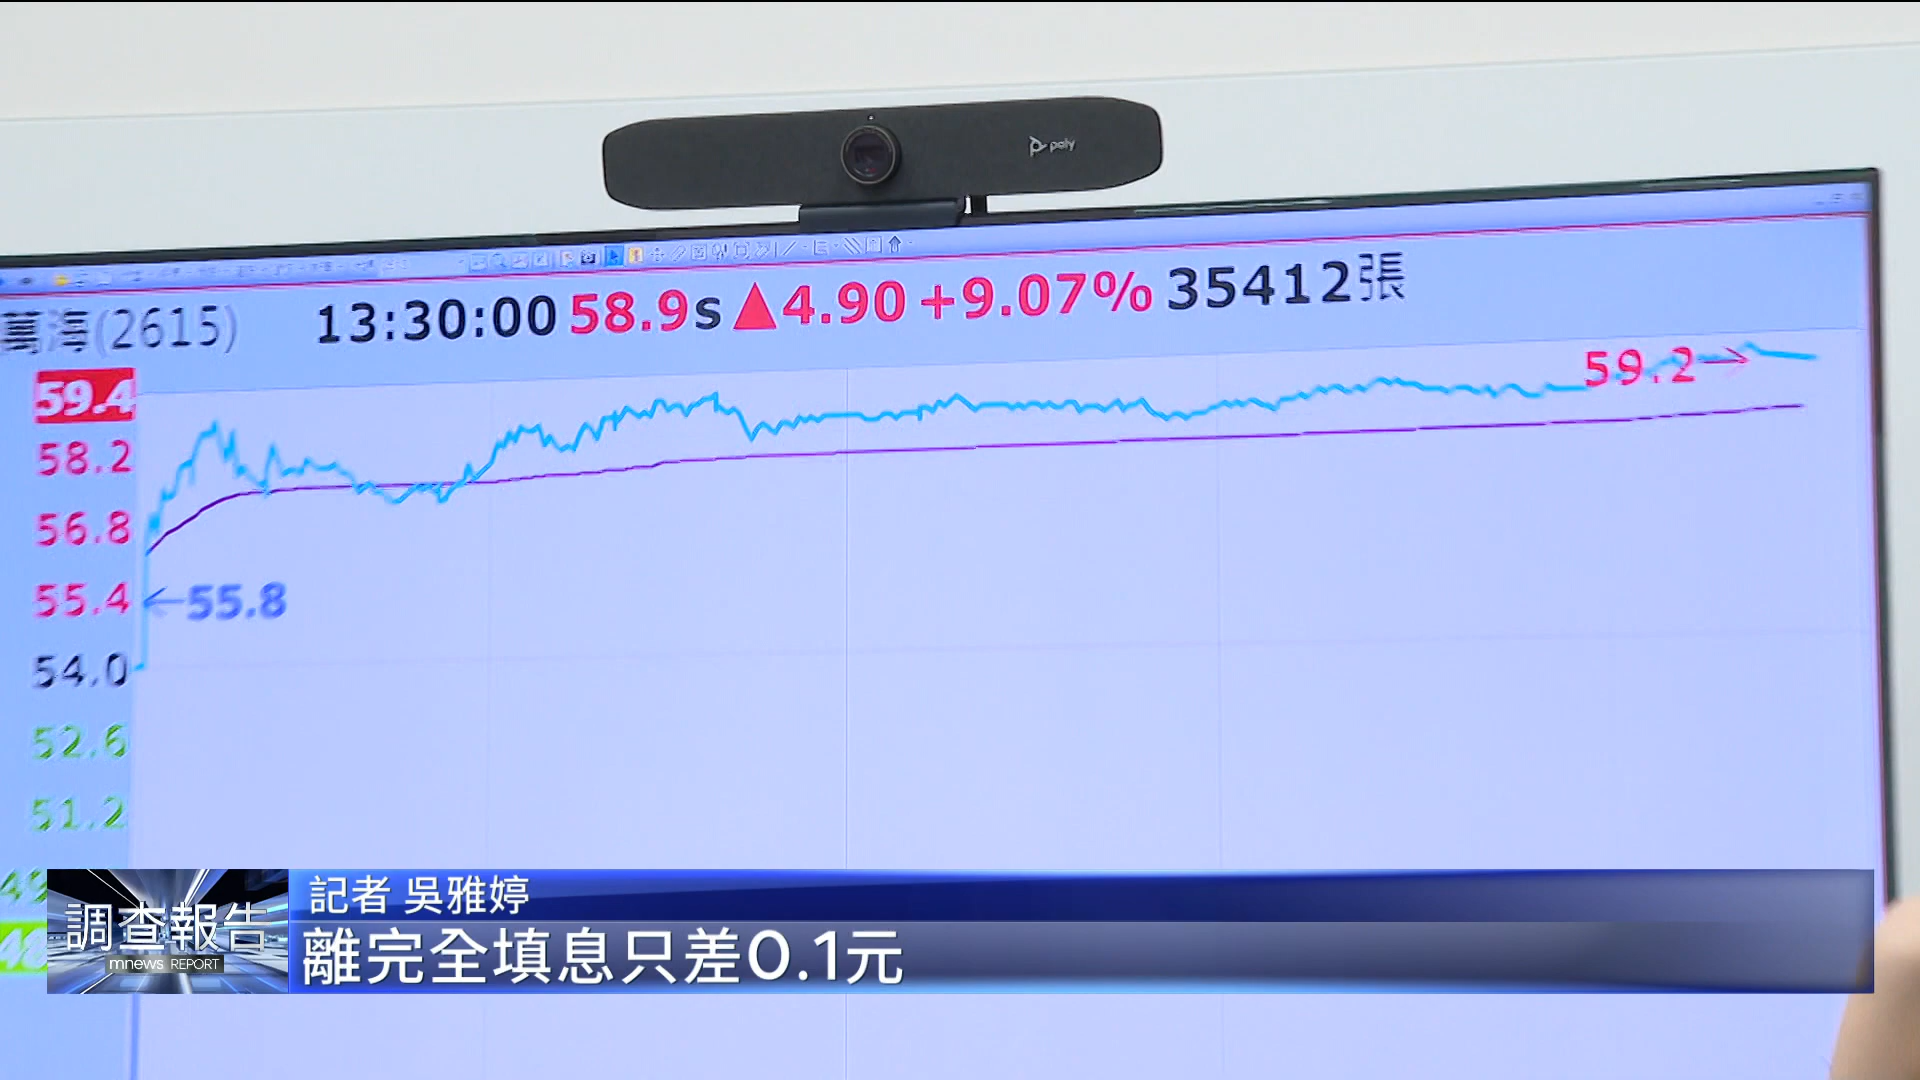 poly
萬海(2615) 13:30:00 58.9s ▲4.90 +9.07% 35412張
59.4
59.2→
58.2
56.8
55.4
←55.8
54.0
52.6
51.2
記者 吳雅婷
調查報告
mnews REPORT
離完全填息只差0.1元